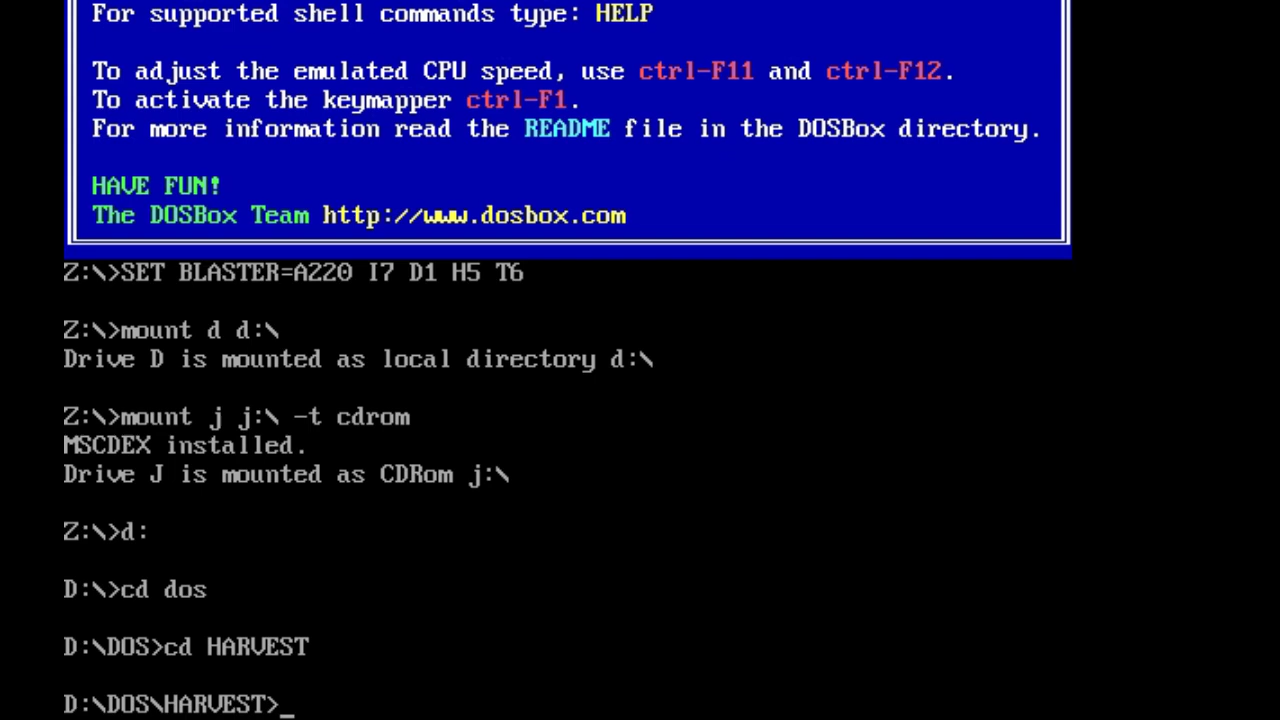 For supported shell commands type: HELP
To adjust the emulated CPU speed, use ctrl-F11 and ctrl-F12.
To activate the keymapper ctrl-F1.
For more information read the README file in the DOSBox directory.
HAVE FUN!
The DOSBox Team http://www.dosbox.com
Z:\>SET BLASTER=A220 I7 D1 H5 T6
Z:\>mount d d:\
Drive D is mounted as local directory d:\
Z:\>mount j j:\ -t cdrom
MSCDEX installed.
Drive J is mounted as CDRom j:\
Z:\>d:
D:\>cd dos
D:\DOS>cd HARVEST
D:\DOS\HARVEST>_